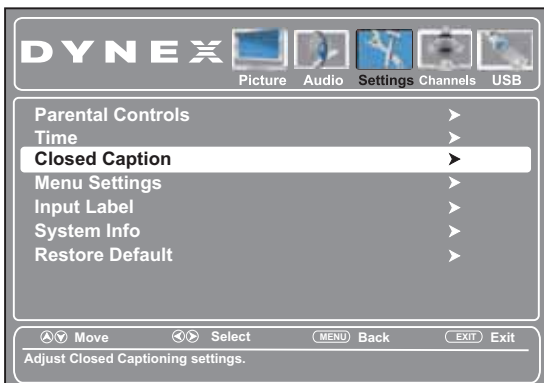 DYNEX
Picture Audio Settings Channels USB
Parental Controls
Time
Closed Caption
Menu Settings
Input Label
System Info
Restore Default
Move Select MENU Back EXIT Exit
Adjust Closed Captioning settings.